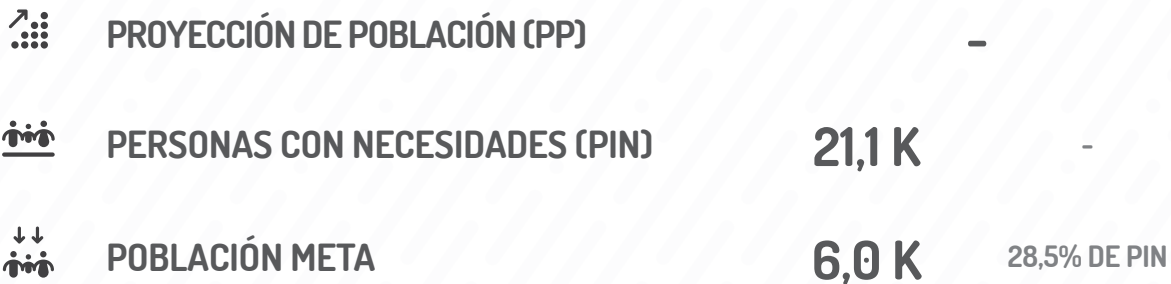 PROYECCIÓN DE POBLACIÓN (PP) -
PERSONAS CON NECESIDADES (PIN) 21,1 K -
POBLACIÓN META 6,0 K 28,5% DE PIN